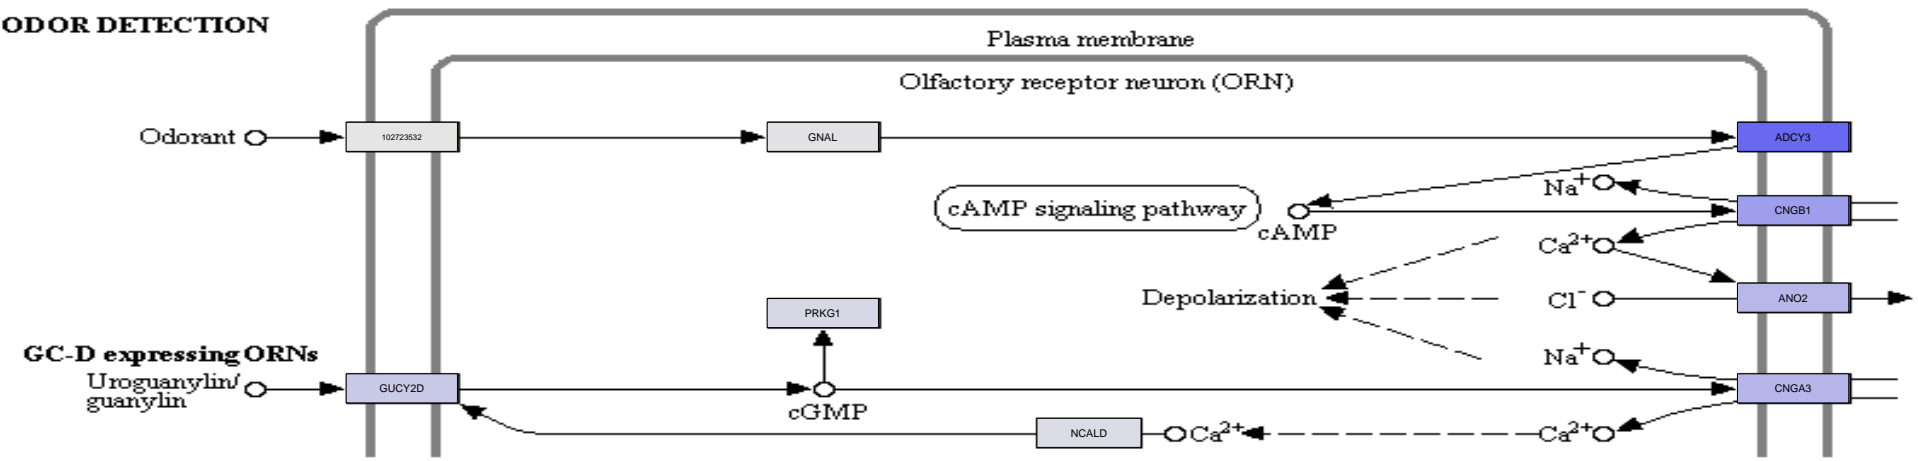 ODOR DETECTION
Plasma membrane
Olfactory receptor neuron (ORN)
Odorant
102723532
GNAL
ADCY3
Na+
cAMP signaling pathway
cAMP
CNGB1
Ca2+
Depolarization
Cl-
ANO2
PRKG1
GC-D expressing ORNs
Uroguanylin/
guanylin
GUCY2D
cGMP
Na+
CNGA3
NCALD
Ca2+
Ca2+